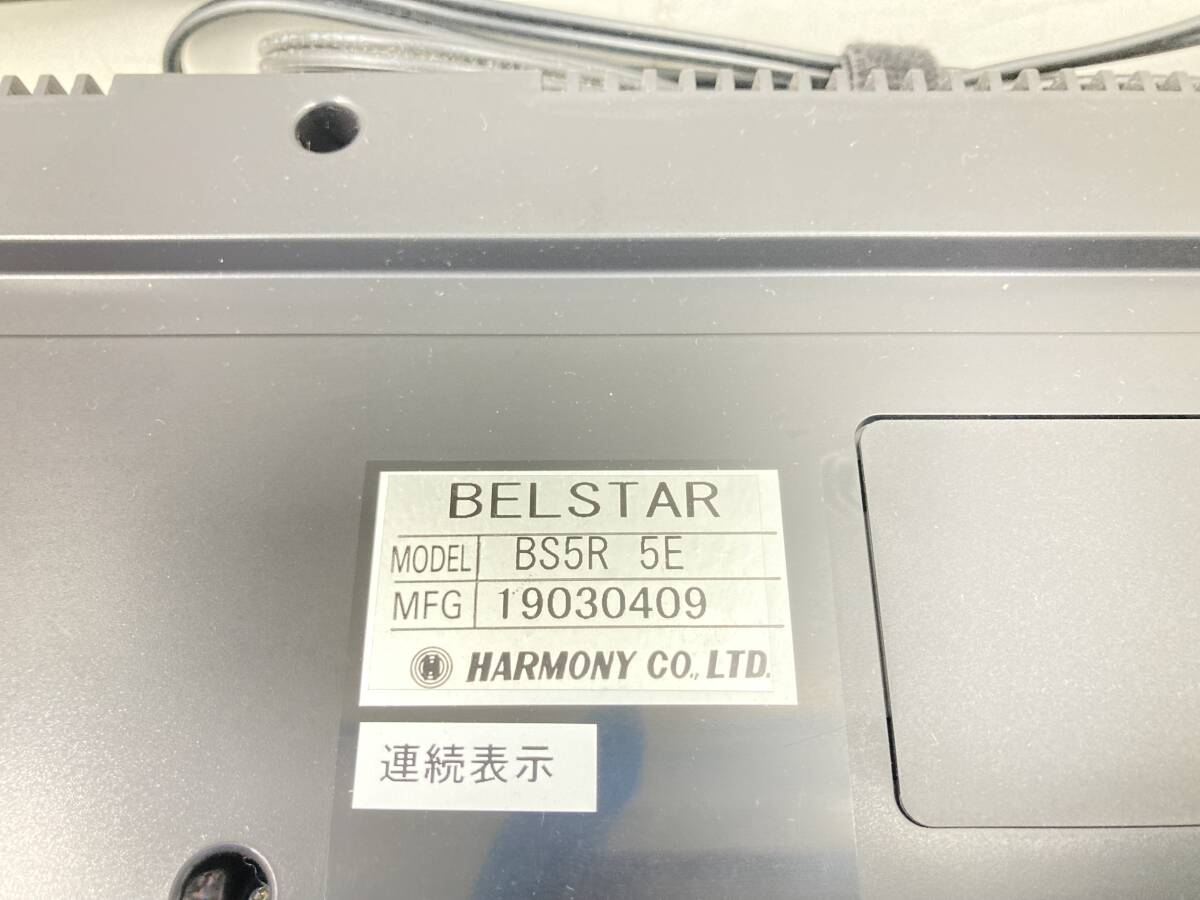 BELSTAR
MODEL BS5R 5E
MFG 19030409
HARMONY CO., LTD.
連続表示